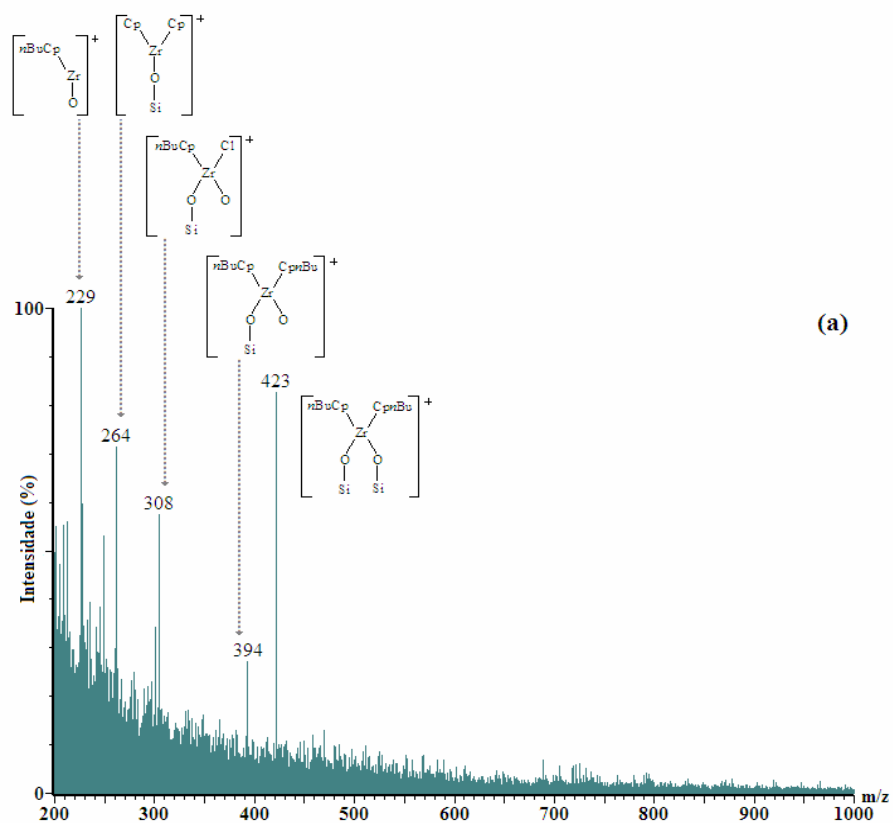 Cp Cp +
nBuCp +
Zr
Zr
O
O
Si
nBuCp Cl +
Zr
O O
Si
nBuCp CpnBu +
Zr
O O
Si
100
229
(a)
423
nBuCp CpnBu +
Zr
O O
Si Si
264
308
394
Intensidade (%)
0
200 300 400 500 600 700 800 900 1000 m/z